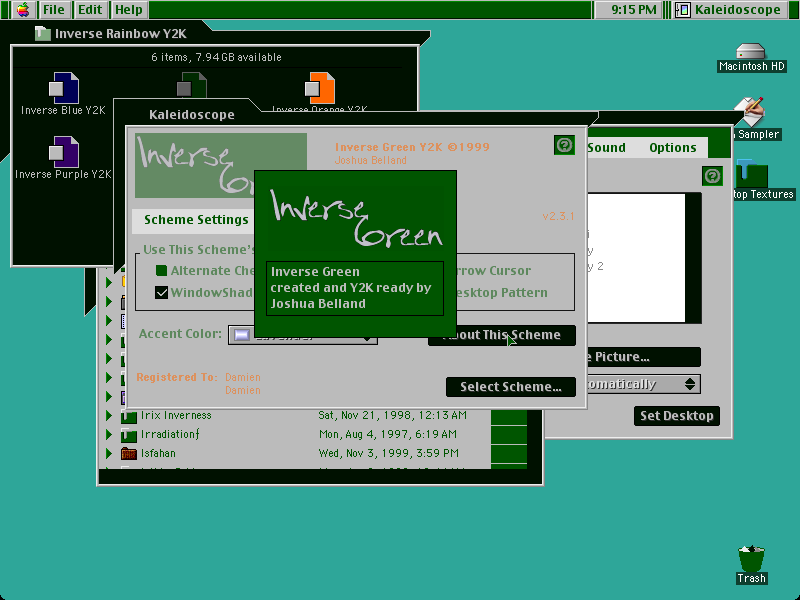 File Edit Help
9:15 PM Kaleidoscope
Inverse Rainbow Y2K
6 items, 7.94GB available
Inverse Blue Y2K
Inverse Orange Y2K
Inverse Purple Y2K
Macintosh HD
Sampler
top Textures
Trash
Kaleidoscope
Inverse
Inverse Green Y2K ©1999
Joshua Belland
v2.3.1
Scheme Settings
Use This Scheme's
Alternate Che
WindowShad
rrow Cursor
esktop Pattern
Accent Color:
About This Scheme
Registered To: Damien
Damien
Select Scheme...
Inverse
Green
Inverse Green
created and Y2K ready by
Joshua Belland
Sound Options
y
y 2
e Picture...
omatically
Set Desktop
Irix Inverness Sat, Nov 21, 1998, 12:13 AM
Irradiationƒ Mon, Aug 4, 1997, 6:19 AM
Isfahan Wed, Nov 3, 1999, 3:59 PM